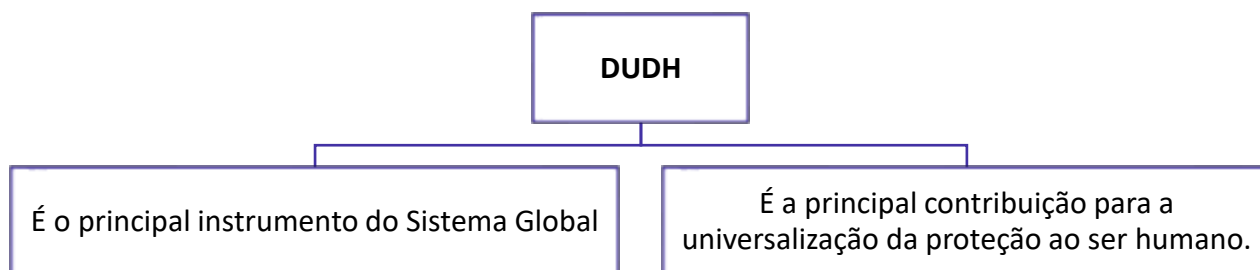 DUDH
É o principal instrumento do Sistema Global
É a principal contribuição para a
universalização da proteção ao ser humano.